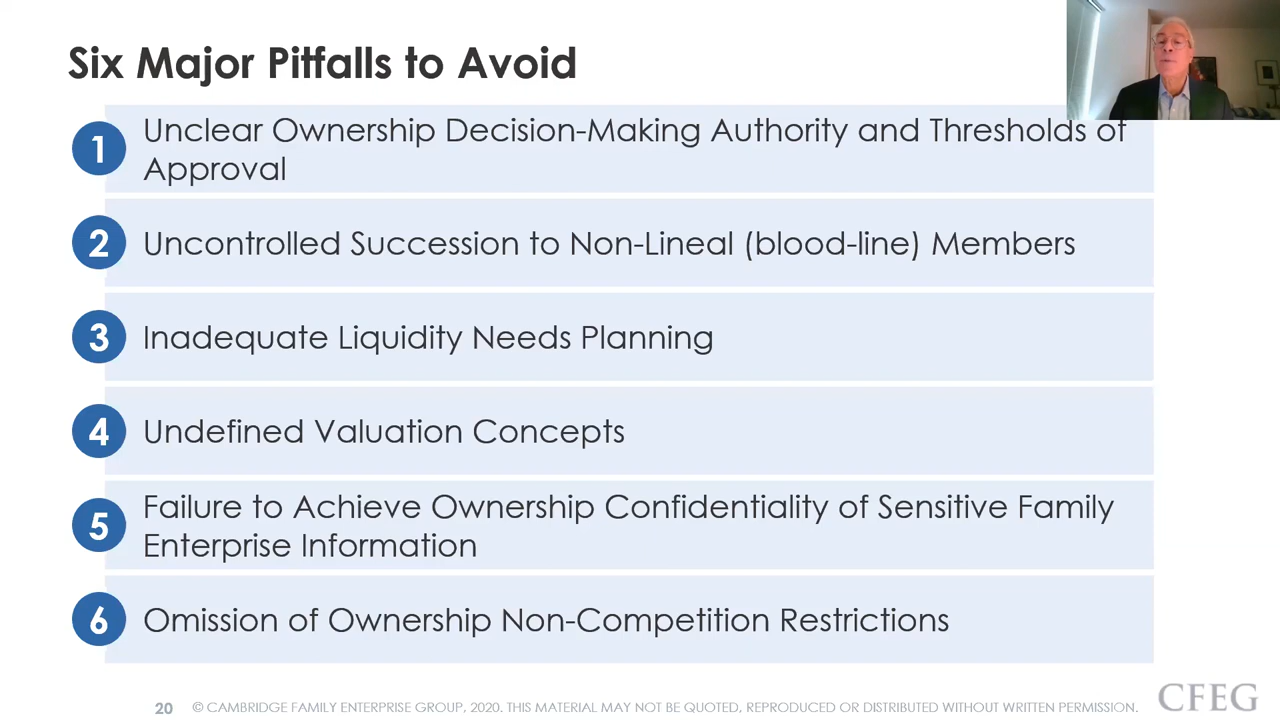 Six Major Pitfalls to Avoid
1
Unclear Ownership Decision-Making Authority and Thresholds of
Approval
2
Uncontrolled Succession to Non-Lineal (blood-line) Members
3
Inadequate Liquidity Needs Planning
4
Undefined Valuation Concepts
5
Failure to Achieve Ownership Confidentiality of Sensitive Family
Enterprise Information
6
Omission of Ownership Non-Competition Restrictions
20 © CAMBRIDGE FAMILY ENTERPRISE GROUP, 2020. THIS MATERIAL MAY NOT BE QUOTED, REPRODUCED OR DISTRIBUTED WITHOUT WRITTEN PERMISSION.
CFEG